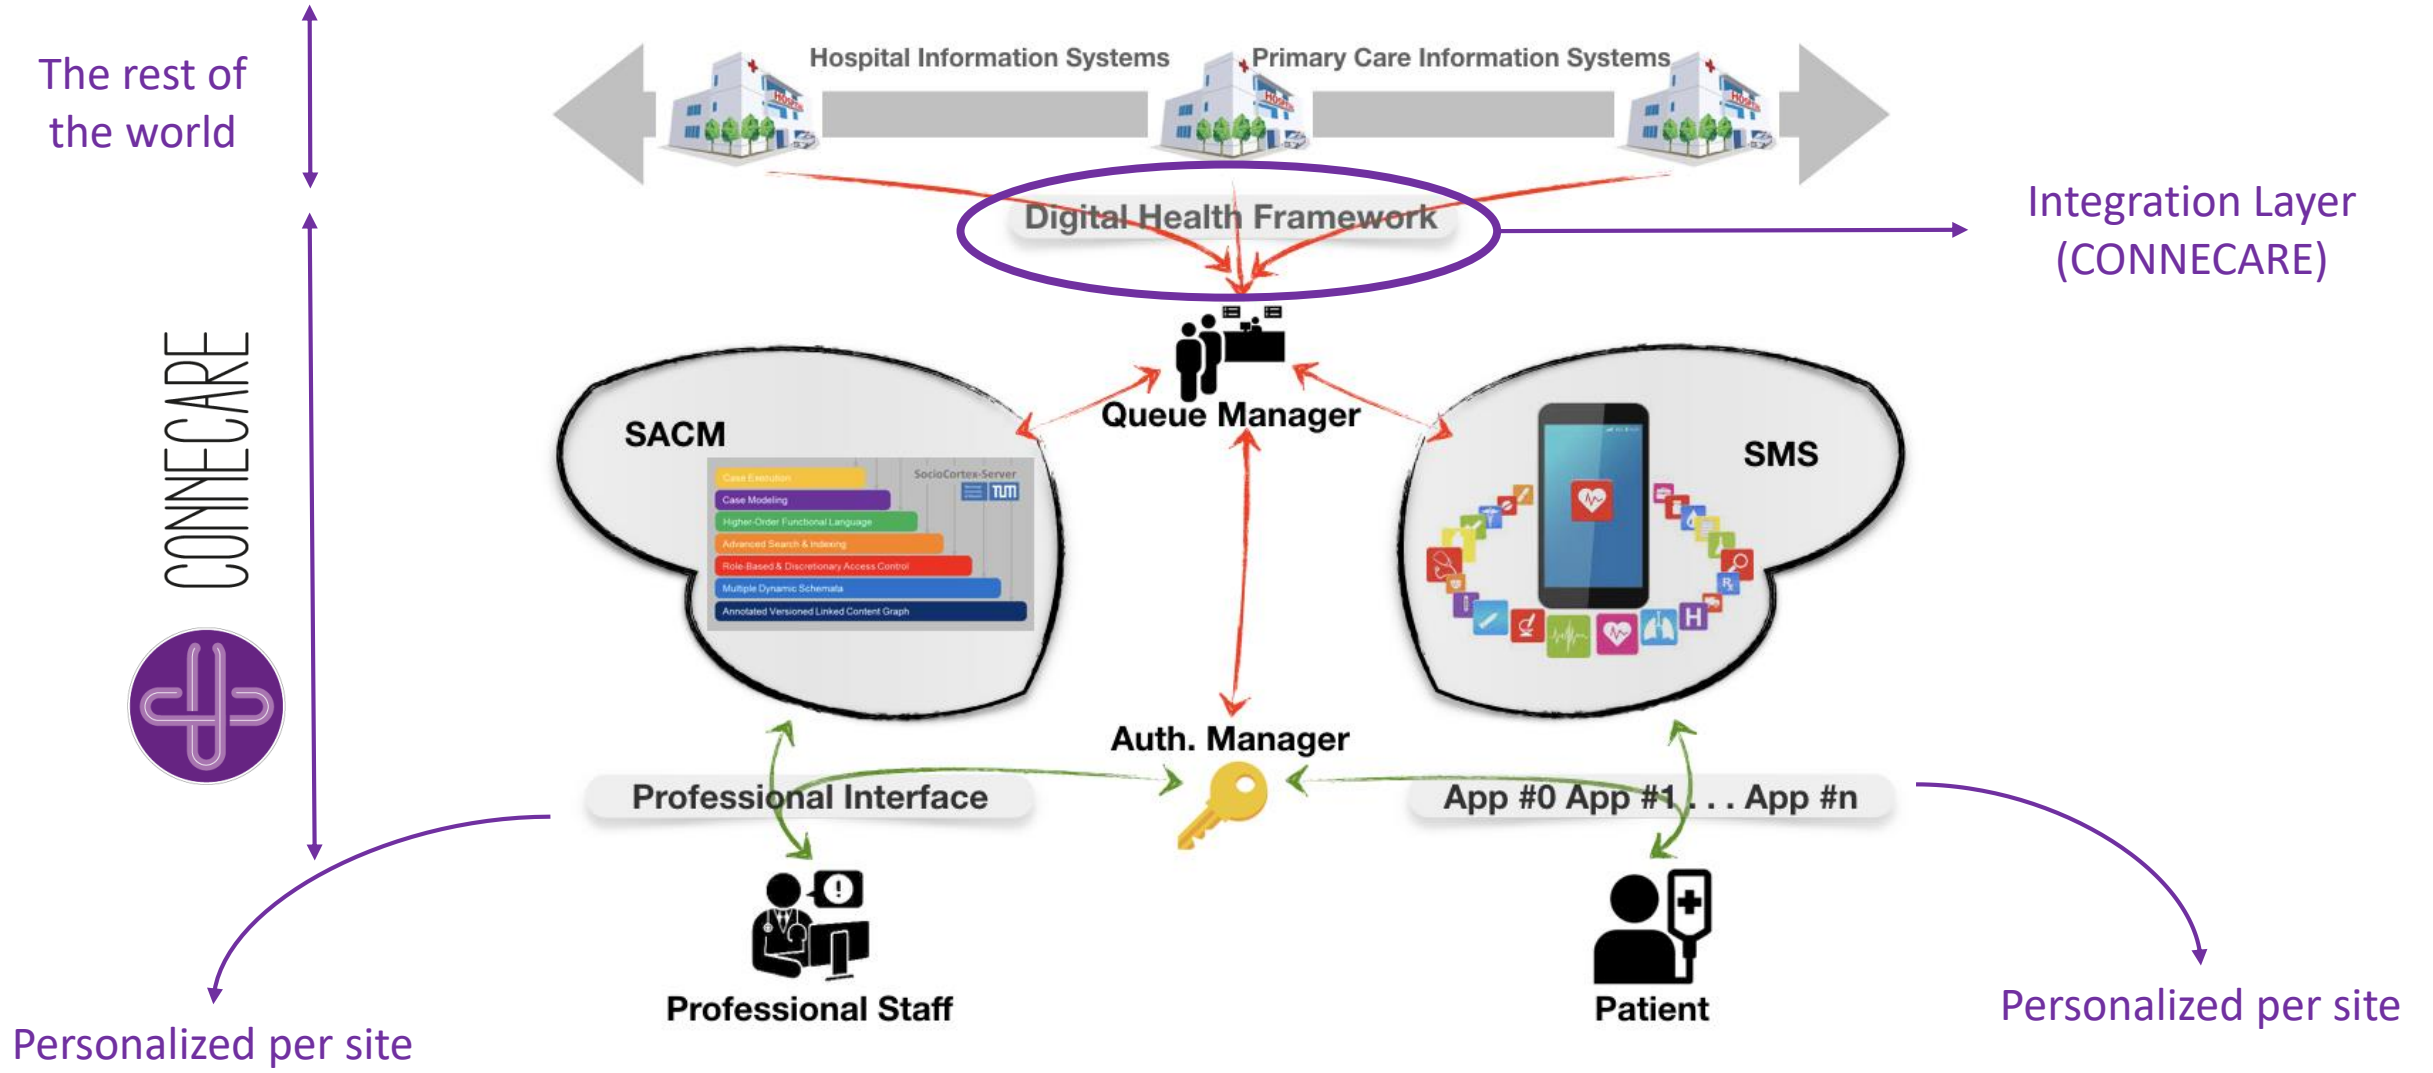 The rest of
the world
Hospital Information Systems
Primary Care Information Systems
HOSPITAL
Digital Health Framework
Integration Layer
(CONNECARE)
CONNECARE
Queue Manager
SACM
SocioCortex-Server
TUM
Case Execution
Case Modeling
Higher-Order Functional Language
Advanced Search & Indexing
Role-Based & Discretionary Access Control
Multiple Dynamic Schemata
Annotated Versioned Linked Content Graph
SMS
Rx
H
Auth. Manager
Professional Interface
App #0 App #1 . . . App #n
Professional Staff
Patient
Personalized per site
Personalized per site